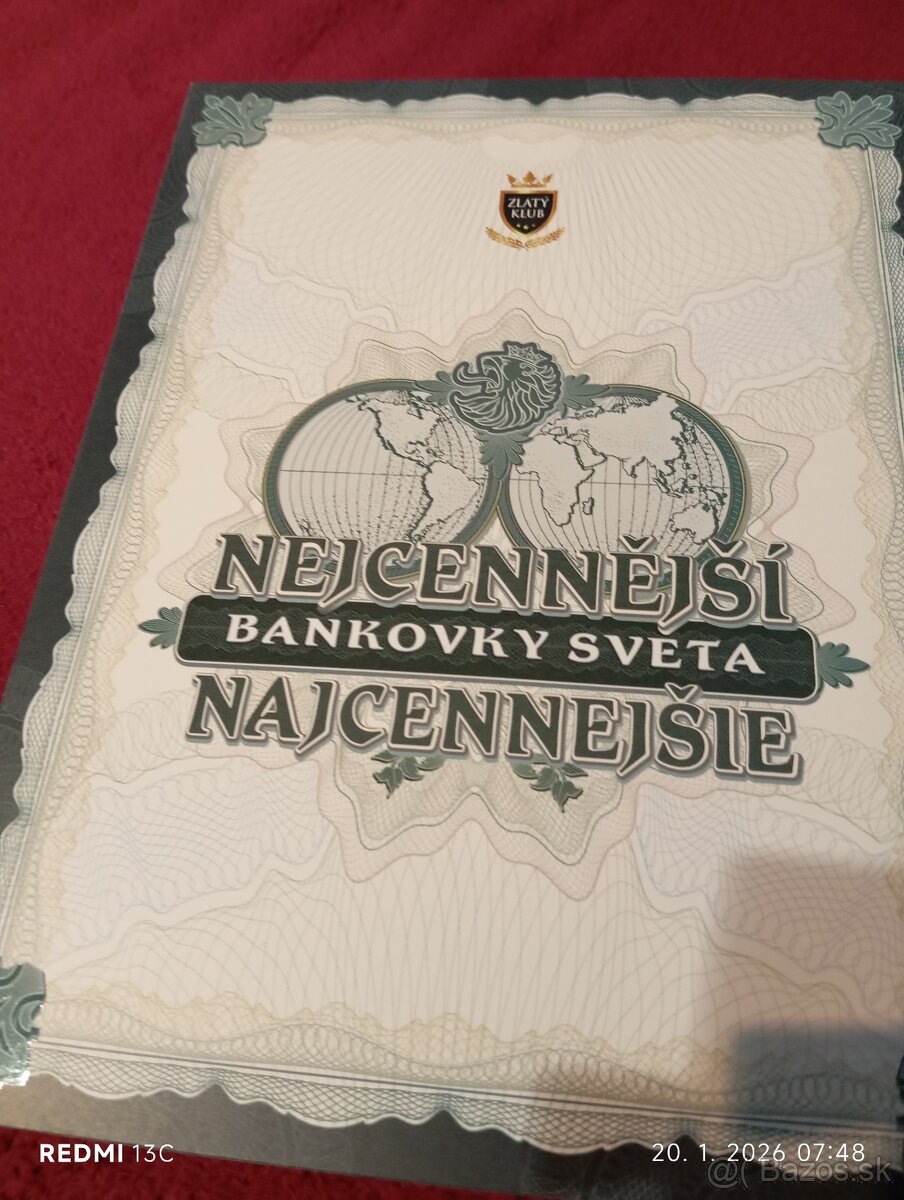 ZLATÝ
KLUB
NEJCENNĚJŠÍ
BANKOVKY SVĚTA
NAJCENNEJŠIE
REDMI 13C
20. 1. 2026 07:48
Bazos.sk